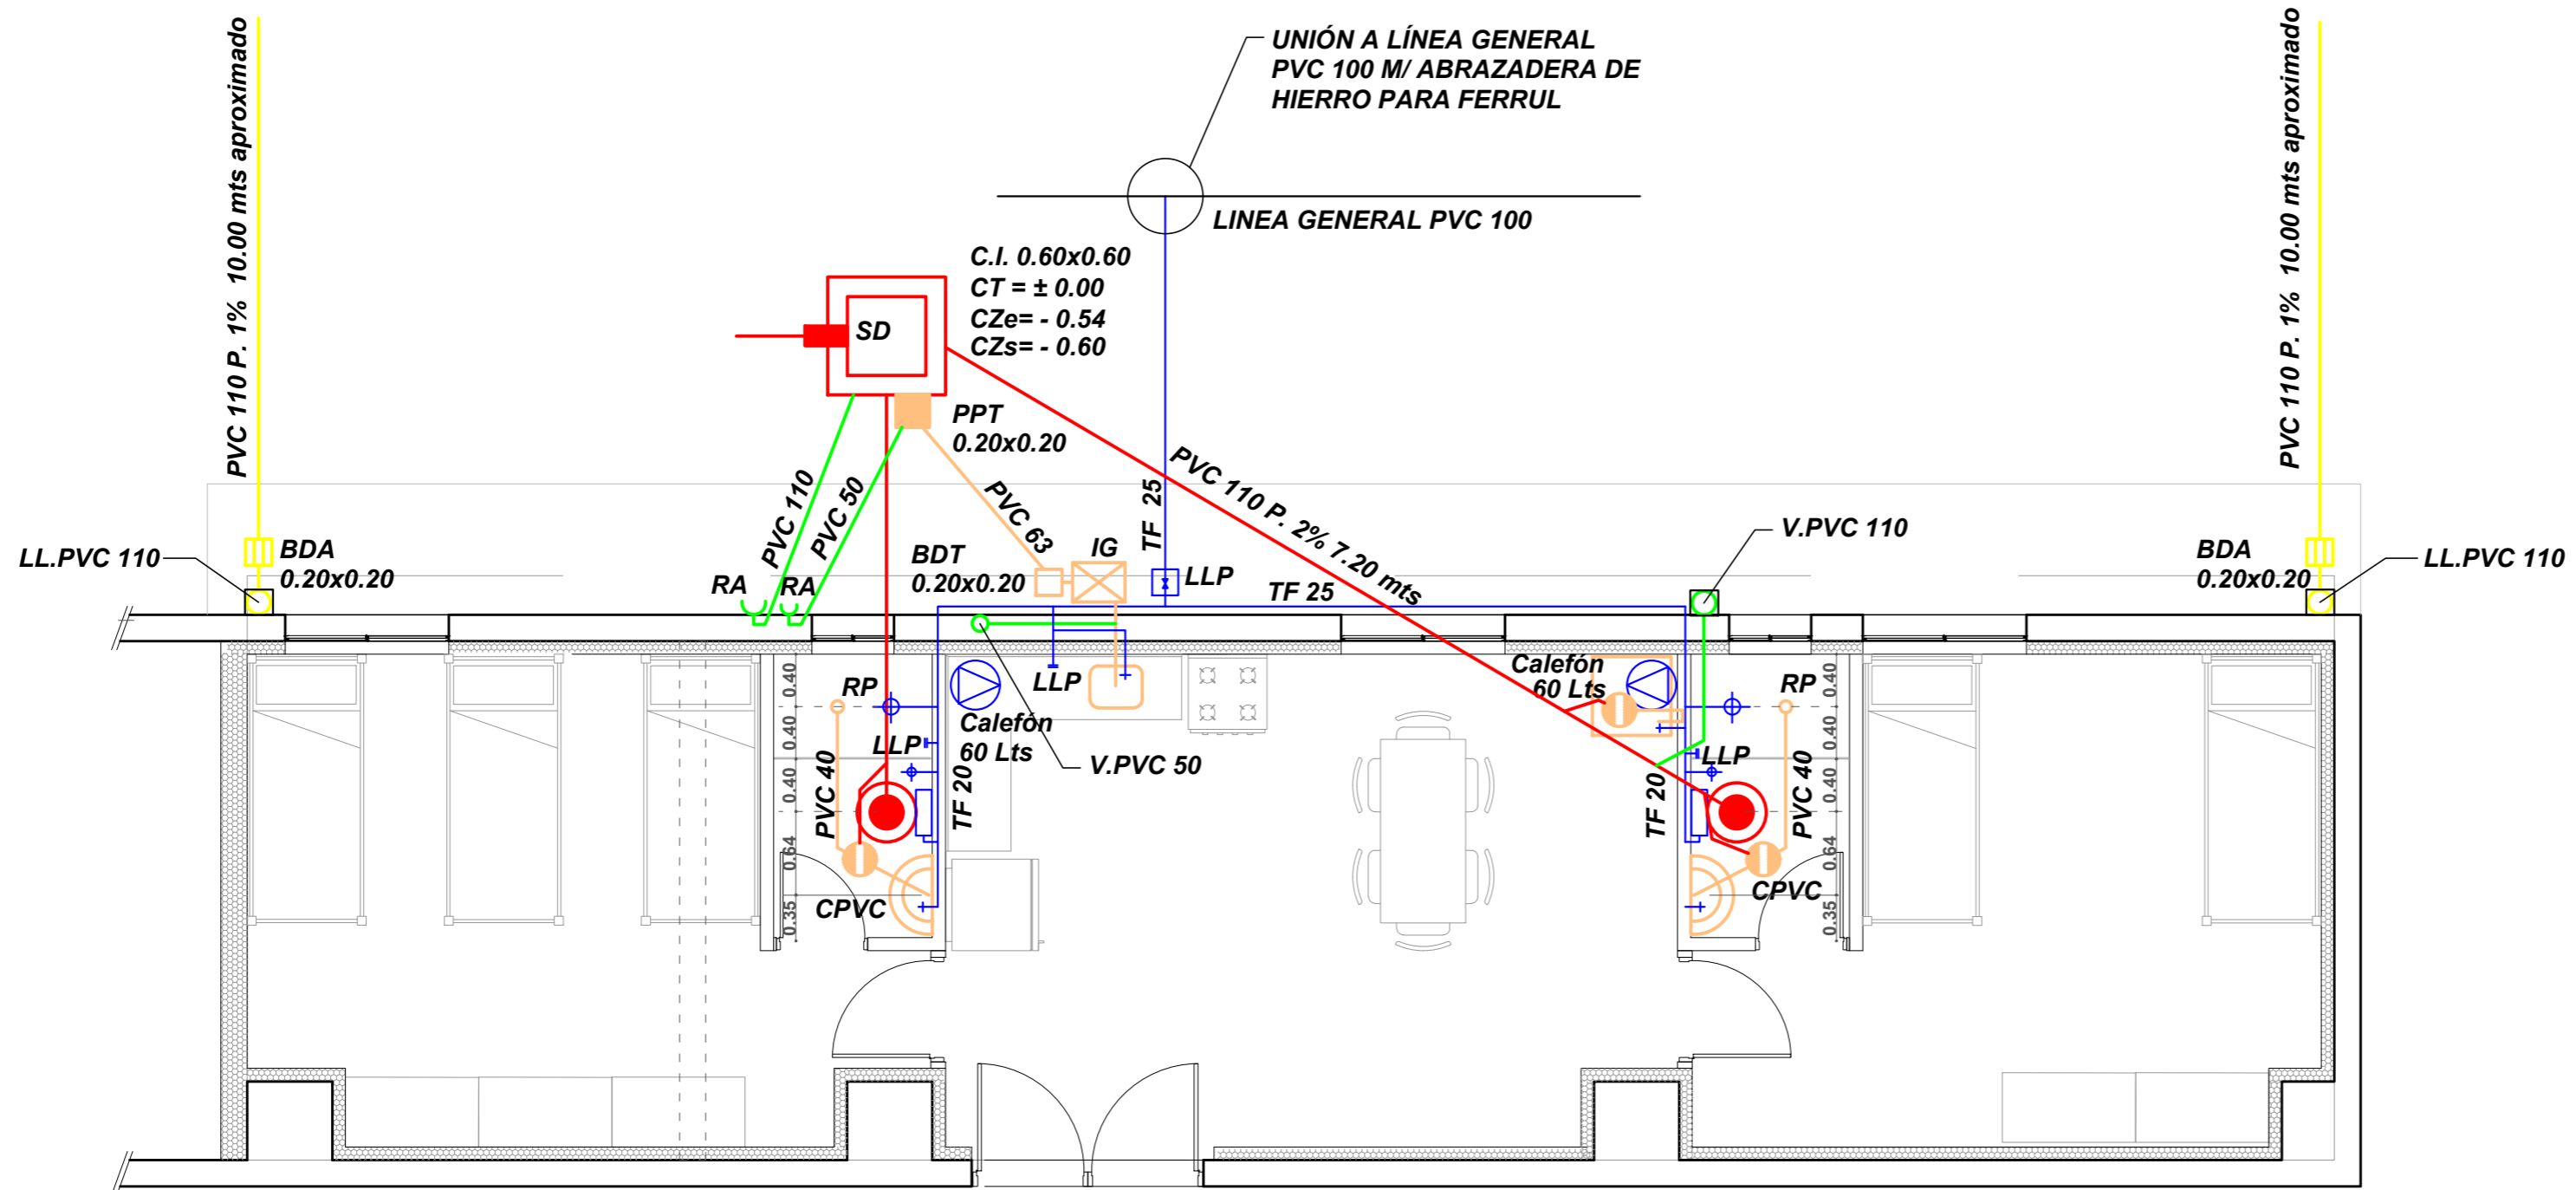 UNIÓN A LÍNEA GENERAL
PVC 100 M/ ABRAZADERA DE
HIERRO PARA FERRUL
LINEA GENERAL PVC 100
PVC 110 P. 1% 10.00 mts aproximado
PVC 110 P. 1% 10.00 mts aproximado
C.I. 0.60x0.60
CT = ± 0.00
CZe= - 0.54
CZs= - 0.60
SD
PPT
0.20x0.20
PVC 110
PVC 50
PVC 63
TF 25
PVC 110 P. 2% 7.20 mts
LL.PVC 110
BDA
0.20x0.20
RA
RA
BDT
0.20x0.20
IG
LLP
TF 25
V.PVC 110
BDA
0.20x0.20
LL.PVC 110
0.40
0.40
0.40
0.64
0.35
RP
LLP
PVC 40
CPVC
TF 20
Calefón
60 Lts
LLP
V.PVC 50
Calefón
60 Lts
LLP
TF 20
RP
PVC 40
CPVC
0.40
0.40
0.40
0.64
0.35